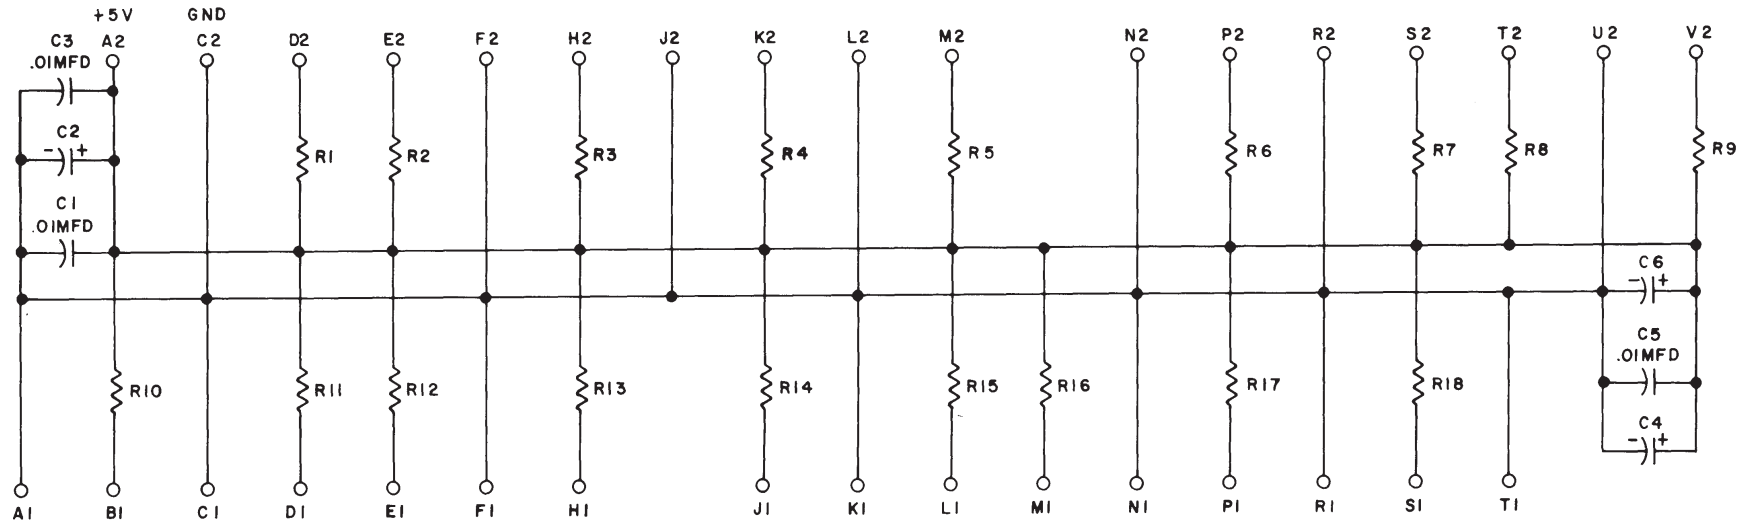 +5V GND
C3 A2 C2 D2 E2 F2 H2 J2 K2 L2 M2 N2 P2 R2 S2 T2 U2 V2
.01MFD
C2
- +
R1 R2 R3 R4 R5 R6 R7 R8 R9
C1
.01MFD
C6
- +
C5
.01MFD
R10 R11 R12 R13 R14 R15 R16 R17 R18
C4
- +
A1 B1 C1 D1 E1 F1 H1 J1 K1 L1 M1 N1 P1 R1 S1 T1